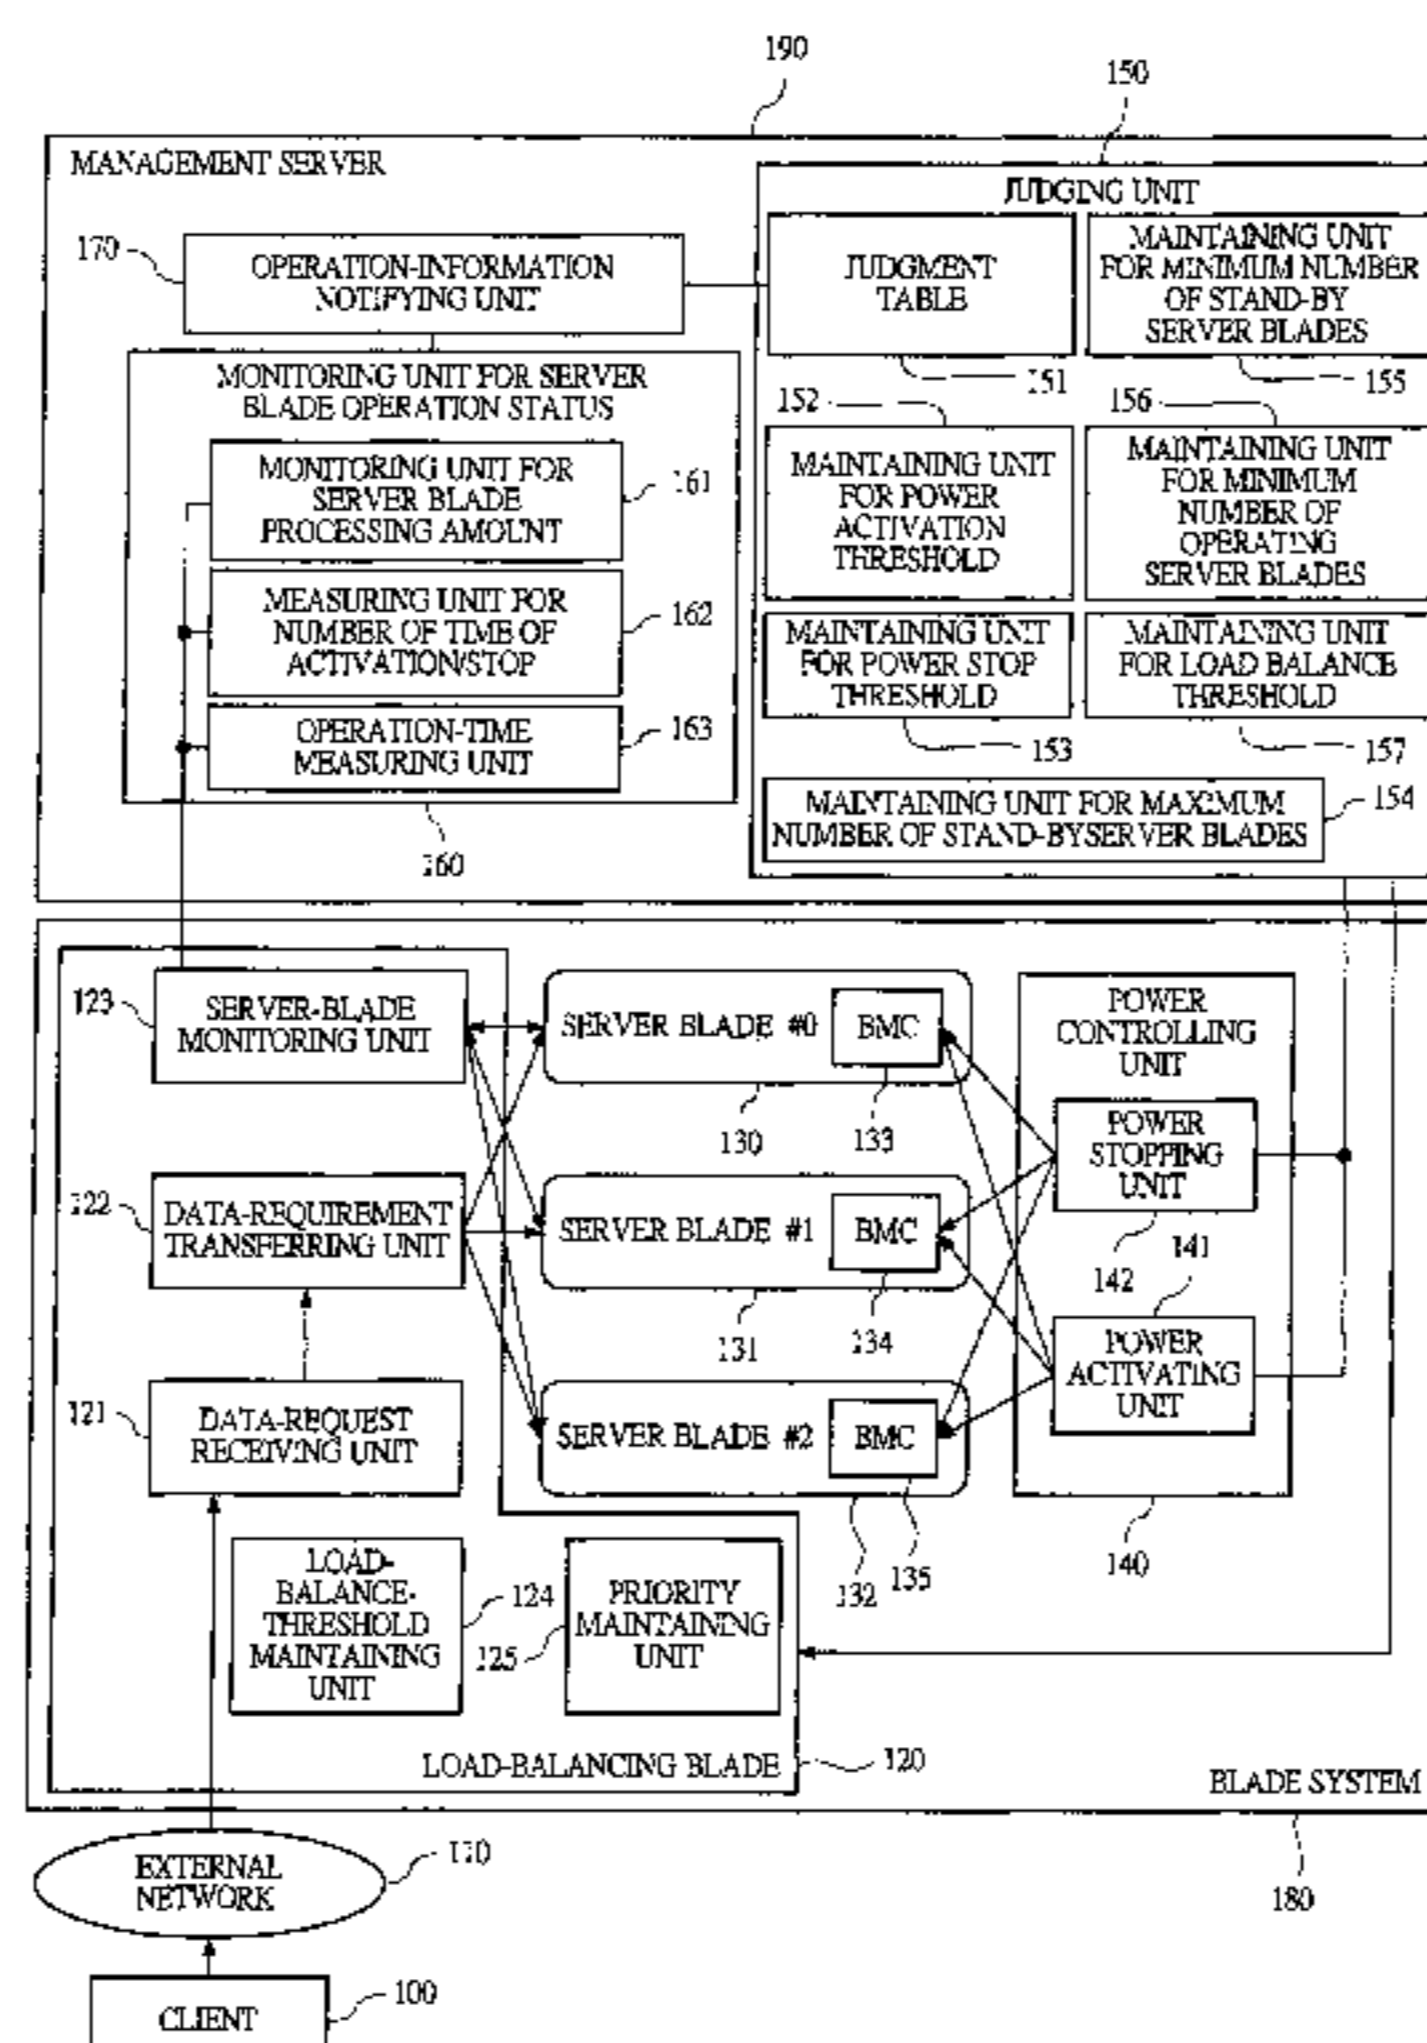 190
150
MANAGEMENT SERVER
JUDGING UNIT
170
OPERATION-INFORMATION
NOTIFYING UNIT
JUDGMENT
TABLE
151
MAINTAINING UNIT
FOR MINIMUM NUMBER
OF STAND-BY
SERVER BLADES
155
MONITORING UNIT FOR SERVER
BLADE OPERATION STATUS
MONITORING UNIT FOR
SERVER BLADE
PROCESSING AMOUNT
161
MEASURING UNIT FOR
NUMBER OF TIME OF
ACTIVATION/STOP
162
OPERATION-TIME
MEASURING UNIT
163
160
152
MAINTAINING UNIT
FOR POWER
ACTIVATION
THRESHOLD
156
MAINTAINING UNIT
FOR MINIMUM
NUMBER OF
OPERATING
SERVER BLADES
MAINTAINING UNIT
FOR POWER STOP
THRESHOLD
153
MAINTAINING UNIT
FOR LOAD BALANCE
THRESHOLD
157
MAINTAINING UNIT FOR MAXIMUM
NUMBER OF STAND-BYSERVER BLADES
154
123
SERVER-BLADE
MONITORING UNIT
SERVER BLADE #0
BMC
130
133
POWER
CONTROLLING
UNIT
POWER
STOPPING
UNIT
142
141
122
DATA-REQUIREMENT
TRANSFERRING UNIT
SERVER BLADE #1
BMC
131
134
POWER
ACTIVATING
UNIT
140
121
DATA-REQUEST
RECEIVING UNIT
SERVER BLADE #2
BMC
132
135
LOAD-
BALANCE-
THRESHOLD
MAINTAINING
UNIT
124
125
PRIORITY
MAINTAINING
UNIT
LOAD-BALANCING BLADE
120
BLADE SYSTEM
180
EXTERNAL
NETWORK
110
CLIENT
100